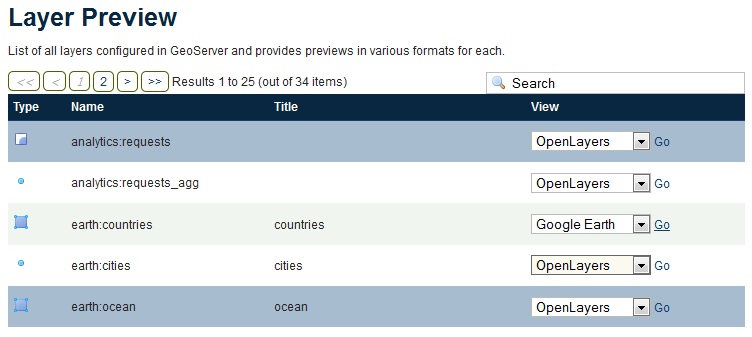 Layer Preview
List of all layers configured in GeoServer and provides previews in various formats for each.
<< < 1 2 > >> Results 1 to 25 (out of 34 items) Search
Type Name Title View
analytics:requests OpenLayers Go
analytics:requests_agg OpenLayers Go
earth:countries countries Google Earth Go
earth:cities cities OpenLayers Go
earth:ocean ocean OpenLayers Go